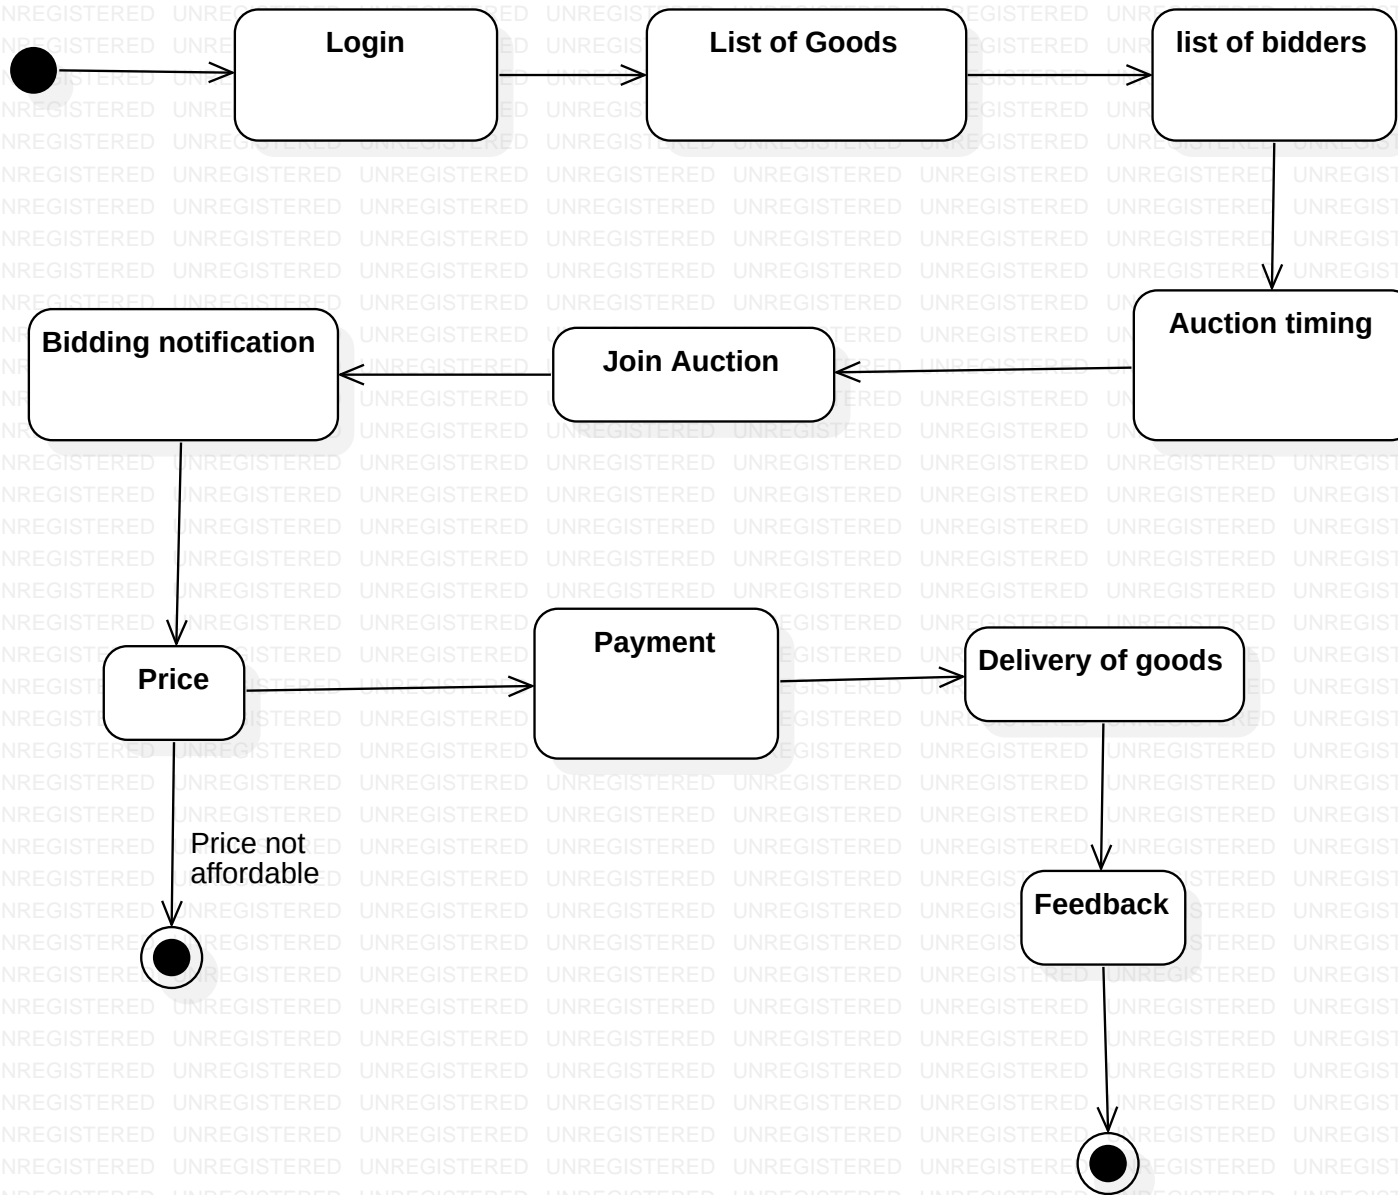 Login
List of Goods
list of bidders
Bidding notification
Join Auction
Auction timing
Price
Payment
Delivery of goods
Price not
affordable
Feedback
UNREGISTERED